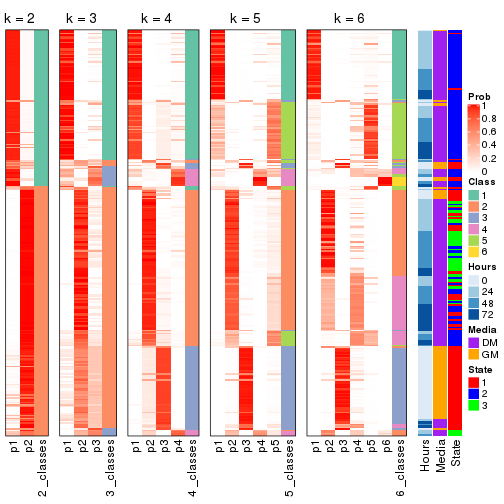 k = 2 k = 3 k = 4 k = 5 k = 6
Prob
1
0.8
0.6
0.4
0.2
0
Class
1
2
3
4
5
6
Hours
0
24
48
72
Media
DM
GM
State
1
2
3
p1 p2 2_classes p1 p2 p3 3_classes p1 p2 p3 p4 4_classes p1 p2 p3 p4 p5 5_classes p1 p2 p3 p4 p5 p6 6_classes Hours Media State